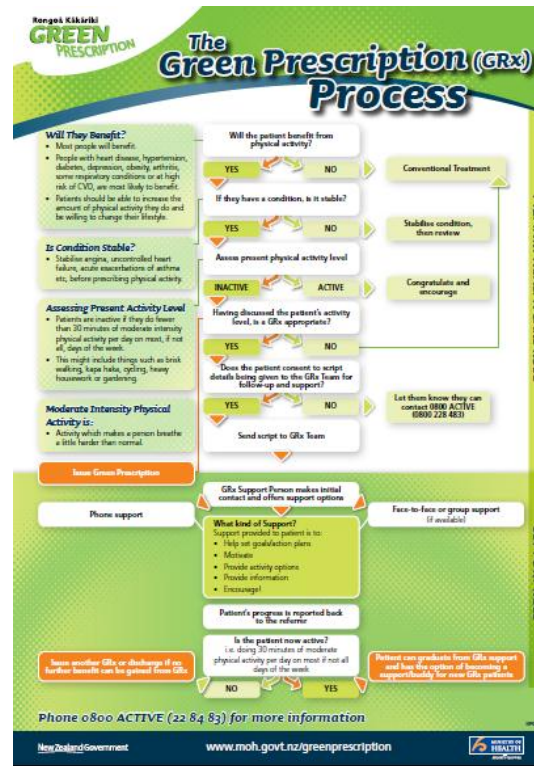 Rongoā Kākāriki
GREEN
PRESCRIPTION
The
Green Prescription (GRx)
Process
Will They Benefit?
• Most people will benefit.
• People with heart disease, hypertension,
diabetes, depression, obesity, arthritis,
some respiratory conditions or at high
risk of CVD, are most likely to benefit.
• Patients should be able to increase the
amount of physical activity they do and
be willing to change their lifestyle.
Is Condition Stable?
• Stabilise angina, uncontrolled heart
failure, acute exacerbations of asthma
etc, before prescribing physical activity.
Assessing Present Activity Level
• Patients are inactive if they do fewer
than 30 minutes of moderate intensity
physical activity per day on most, if not
all, days of the week.
• This might include things such as brisk
walking, kapa haka, cycling, heavy
housework or gardening.
Moderate Intensity Physical
Activity is:
• Activity which makes a person breathe
a little harder than normal.
Issue Green Prescription
Will the patient benefit from
physical activity?
YES
NO
Conventional Treatment
If they have a condition, is it stable?
YES
NO
Stabilise condition,
then review
Assess present physical activity level
INACTIVE
ACTIVE
Congratulate and
encourage
Having discussed the patient's activity
level, is a GRx appropriate?
YES
NO
Does the patient consent to script
details being given to the GRx Team for
follow-up and support?
YES
NO
Let them know they can
contact 0800 ACTIVE
(0800 228 483)
Send script to GRx Team
GRx Support Person makes initial
contact and offers support options
Phone support
Face-to-face or group support
(if available)
What kind of Support?
Support provided to patient is to:
• Help set goals/action plans
• Motivate
• Provide activity options
• Provide information
• Encourage!
Patient's progress is reported back
to the referrer
Is the patient now active?
i.e. doing 30 minutes of moderate
physical activity per day on most if not all
days of the week
Issue another GRx or discharge if no
further benefit can be gained from GRx
Patient can graduate from GRx support
and has the option of becoming a
support/buddy for new GRx patients
NO
YES
Phone 0800 ACTIVE (22 84 83) for more information
New Zealand Government
www.moh.govt.nz/greenprescription
MINISTRY OF
HEALTH